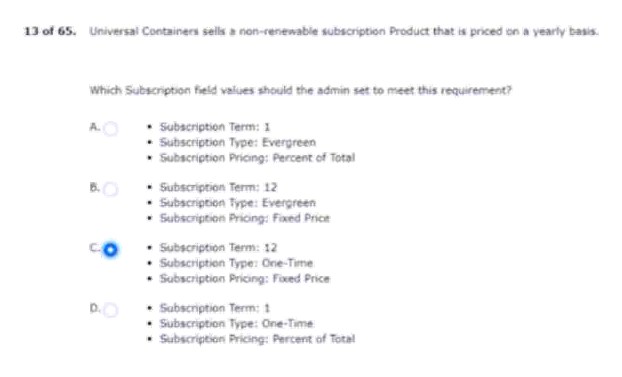 13 of 65. Universal Containers sells a non-renewable subscription Product that is priced on a yearly basis.
Which Subscription field values should the admin set to meet this requirement?
A. • Subscription Term: 1
• Subscription Type: Evergreen
• Subscription Pricing: Percent of Total
B. • Subscription Term: 12
• Subscription Type: Evergreen
• Subscription Pricing: Fixed Price
C. • Subscription Term: 12
• Subscription Type: One-Time
• Subscription Pricing: Fixed Price
D. • Subscription Term: 1
• Subscription Type: One-Time
• Subscription Pricing: Percent of Total